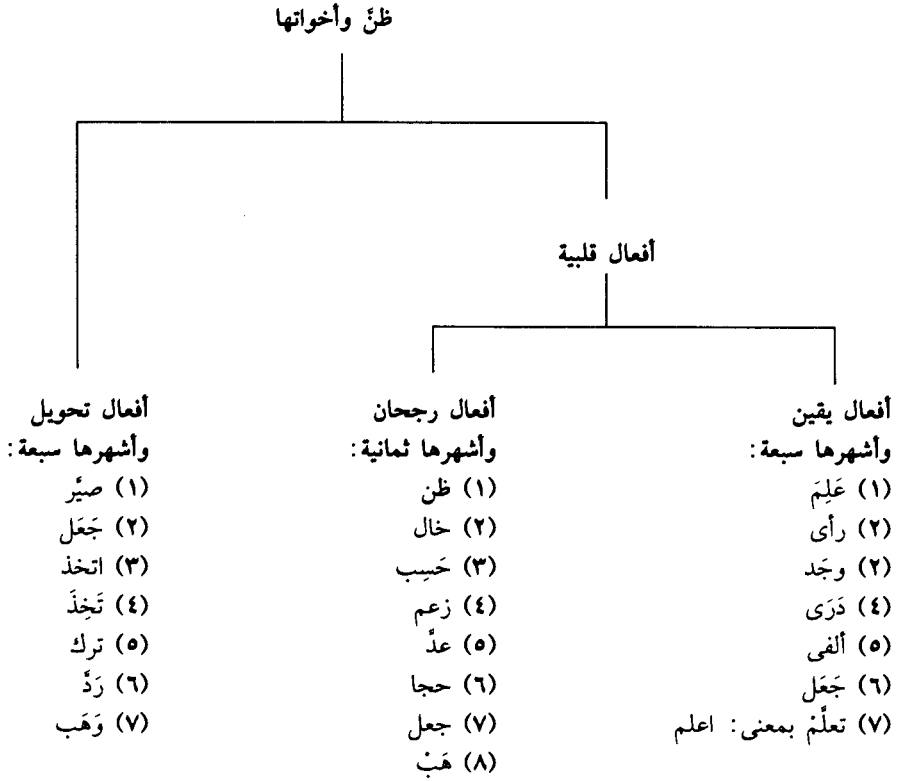 ظنَّ وأخواتها
أفعال قلبية
أفعال يقين
وأشهرها سبعة:
(١) عَلِمَ
(٢) رأى
(٢) وجَد
(٤) دَرَى
(٥) ألفى
(٦) جَعَل
(٧) تعلَّمْ بمعنى: اعلم
أفعال رجحان
وأشهرها ثمانية:
(١) ظن
(٢) خال
(٣) حَسِب
(٤) زعم
(٥) عدَّ
(٦) حجا
(٧) جعل
(٨) هَبْ
أفعال تحويل
وأشهرها سبعة:
(١) صيَّر
(٢) جَعَل
(٣) اتخذ
(٤) تَخِذَ
(٥) ترك
(٦) رَدَّ
(٧) وَهَب